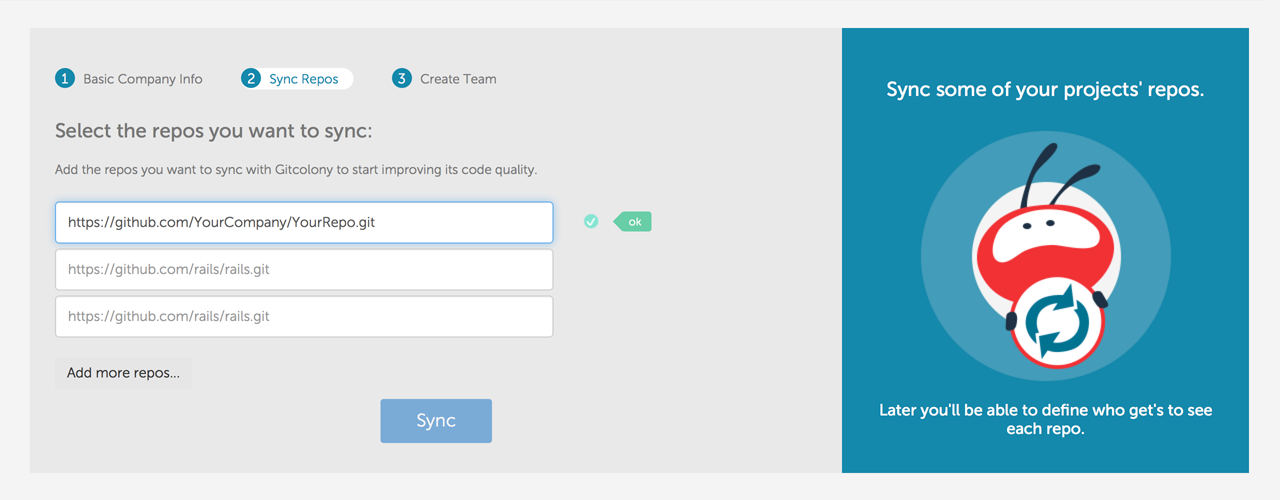 1 Basic Company Info 2 Sync Repos 3 Create Team
Select the repos you want to sync:
Add the repos you want to sync with Gitcolony to start improving its code quality.
https://github.com/YourCompany/YourRepo.git ok
https://github.com/rails/rails.git
https://github.com/rails/rails.git
Add more repos...
Sync
Sync some of your projects' repos.
Later you'll be able to define who get's to see
each repo.